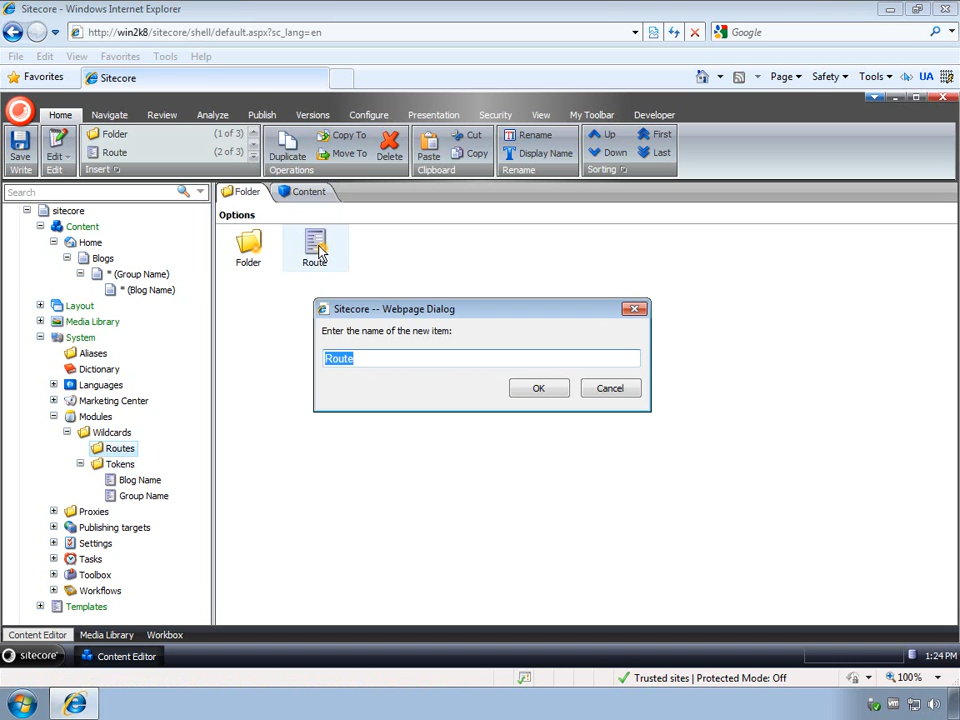 Sitecore - Windows Internet Explorer
http://win2k8/sitecore/shell/default.aspx?sc_lang=en
Google
File Edit View Favorites Tools Help
Favorites Sitecore Page Safety Tools UA
Home Navigate Review Analyze Publish Versions Configure Presentation Security View My Toolbar Developer
Folder (1 of 3) Copy To Cut Rename Up First
Route (2 of 3) Move To Copy Display Name Down Last
Save Edit Duplicate Delete Paste
Write Edit Insert Operations Clipboard Rename Sorting
Search
Folder Content
Options
Folder Route
sitecore
Content
Home
Blogs
* (Group Name)
* (Blog Name)
Layout
Media Library
System
Aliases
Dictionary
Languages
Marketing Center
Modules
Wildcards
Routes
Tokens
Blog Name
Group Name
Proxies
Publishing targets
Settings
Tasks
Toolbox
Workflows
Templates
Sitecore -- Webpage Dialog
Enter the name of the new item:
Route
OK Cancel
Content Editor Media Library Workbox
sitecore Content Editor 1:24 PM
Trusted sites | Protected Mode: Off 100%